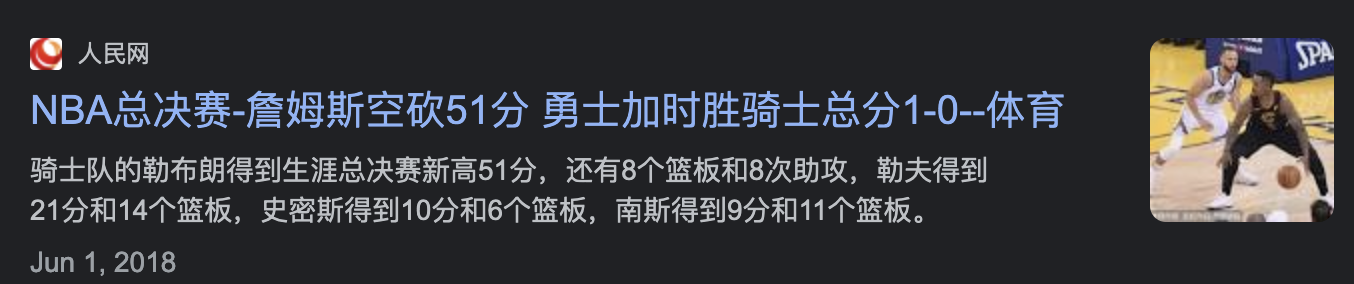 人民网
NBA总决赛-詹姆斯空砍51分 勇士加时胜骑士总分1-0--体育
骑士队的勒布朗得到生涯总决赛新高51分，还有8个篮板和8次助攻，勒夫得到
21分和14个篮板，史密斯得到10分和6个篮板，南斯得到9分和11个篮板。
Jun 1, 2018
SPA